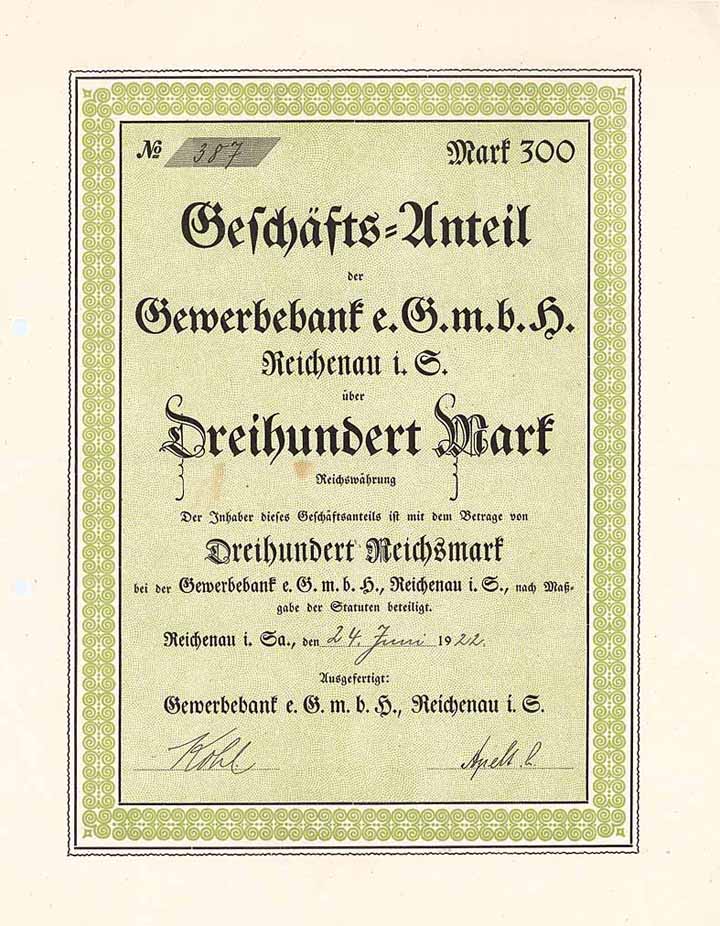 № 387 Mark 300
Geschäfts=Anteil
der
Gewerbebank e. G. m. b. H.
Reichenau i. S.
über
Dreihundert Mark
Reichswährung
Der Inhaber dieses Geschäftsanteils ist mit dem Betrage von
Dreihundert Reichsmark
bei der Gewerbebank e. G. m. b. H., Reichenau i. S., nach Maß=
gabe der Statuten beteiligt.
Reichenau i. Sa., den 24. Juni 1922.
Ausgefertigt:
Gewerbebank e. G. m. b. H., Reichenau i. S.
Kohl.